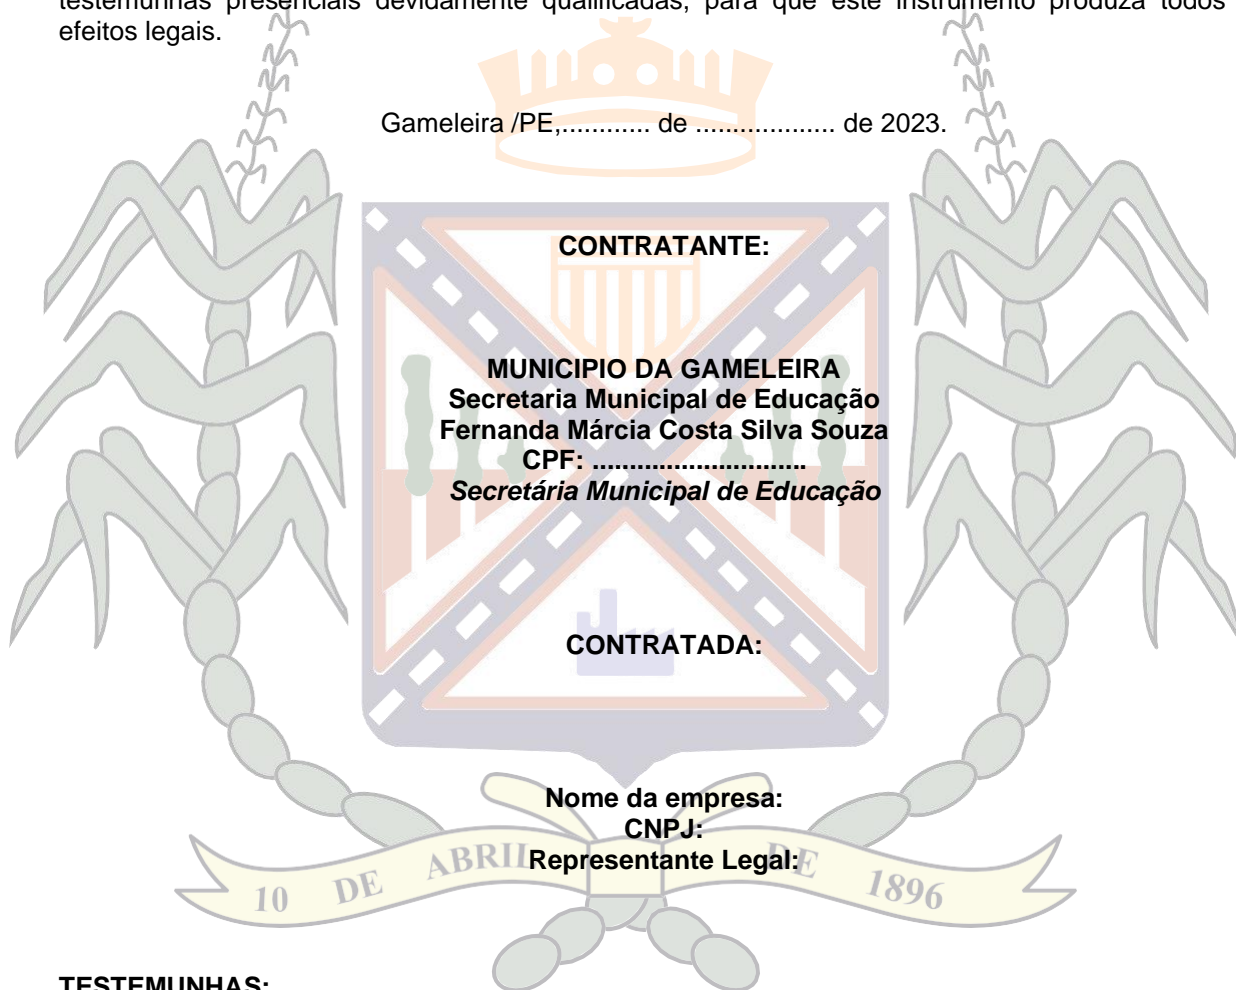 testemunhas presenciais devidamente qualificadas, para que este instrumento produza todos
efeitos legais.
Gameleira /PE,............ de ................... de 2023.
CONTRATANTE:
MUNICIPIO DA GAMELEIRA
Secretaria Municipal de Educação
Fernanda Márcia Costa Silva Souza
CPF: ............................
Secretária Municipal de Educação
CONTRATADA:
Nome da empresa:
CNPJ:
Representante Legal:
10 DE ABRIL DE 1896
TESTEMUNHAS: